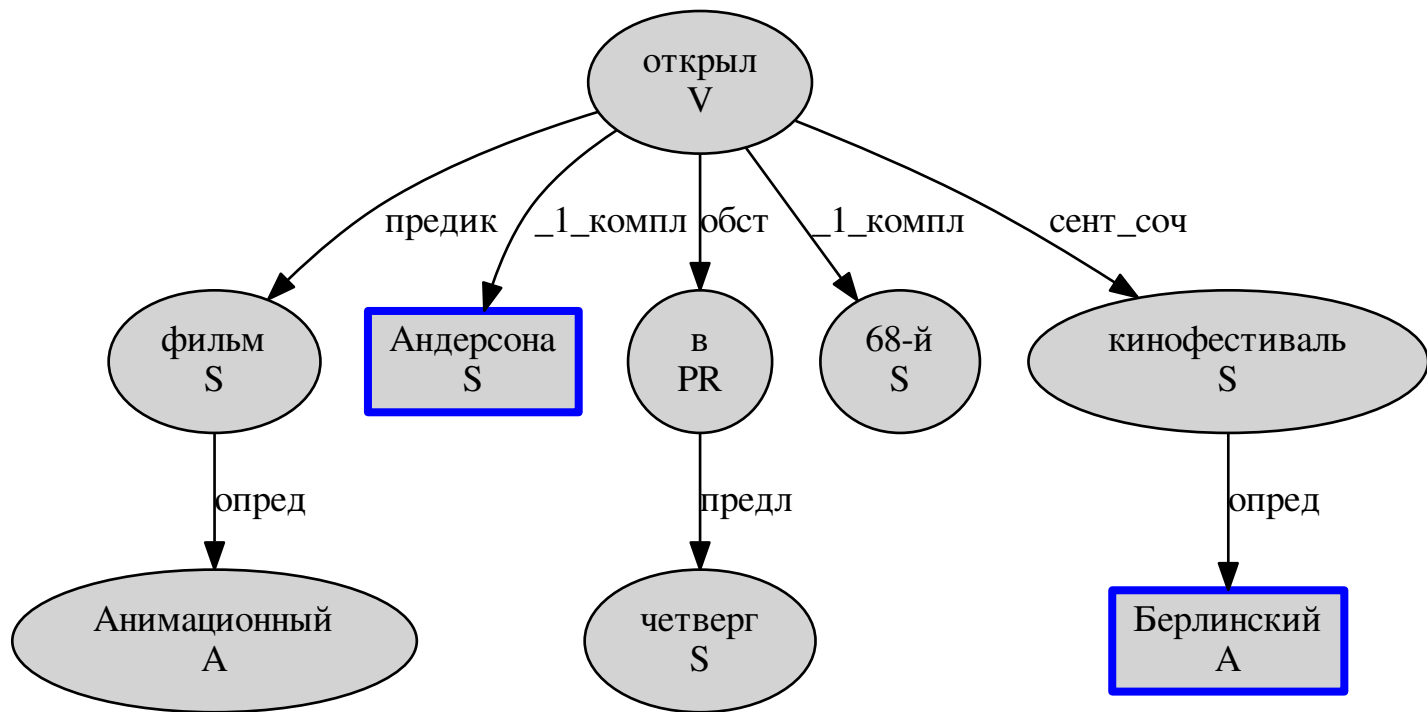 открыл
V
предик
_1_компл
обст
_1_компл
сент_соч
фильм
S
Андерсона
S
в
PR
68-й
S
кинофестиваль
S
опред
предл
опред
Анимационный
A
четверг
S
Берлинский
A